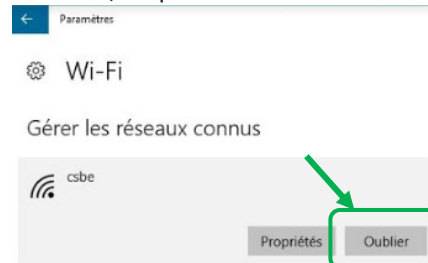 Paramètres
Wi-Fi
Gérer les réseaux connus
csbe
Propriétés Oublier